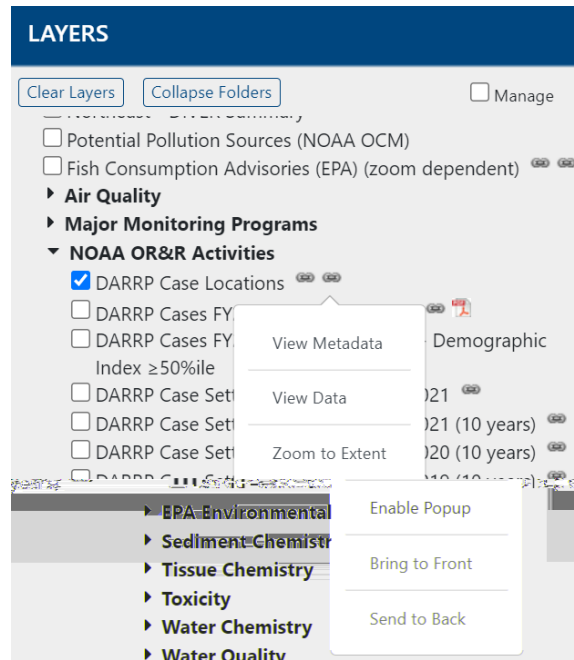 LAYERS
Clear Layers Collapse Folders Manage
Potential Pollution Sources (NOAA OCM)
Fish Consumption Advisories (EPA) (zoom dependent)
Air Quality
Major Monitoring Programs
NOAA OR&R Activities
DARRP Case Locations
DARRP Cases FY
View Metadata
DARRP Cases FY Demographic
Index ≥50%ile
View Data
DARRP Case Sett 021
DARRP Case Sett 021 (10 years)
Zoom to Extent
DARRP Case Sett 020 (10 years)
Enable Popup
EPA Environmental
Sediment Chemistr
Bring to Front
Tissue Chemistry
Toxicity
Send to Back
Water Chemistry
Water Quality